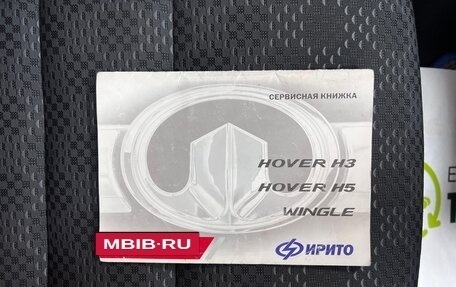 СЕРВИСНАЯ КНИЖКА
HOVER H3
HOVER H5
WINGLE
MBIB-RU
ИРИТО